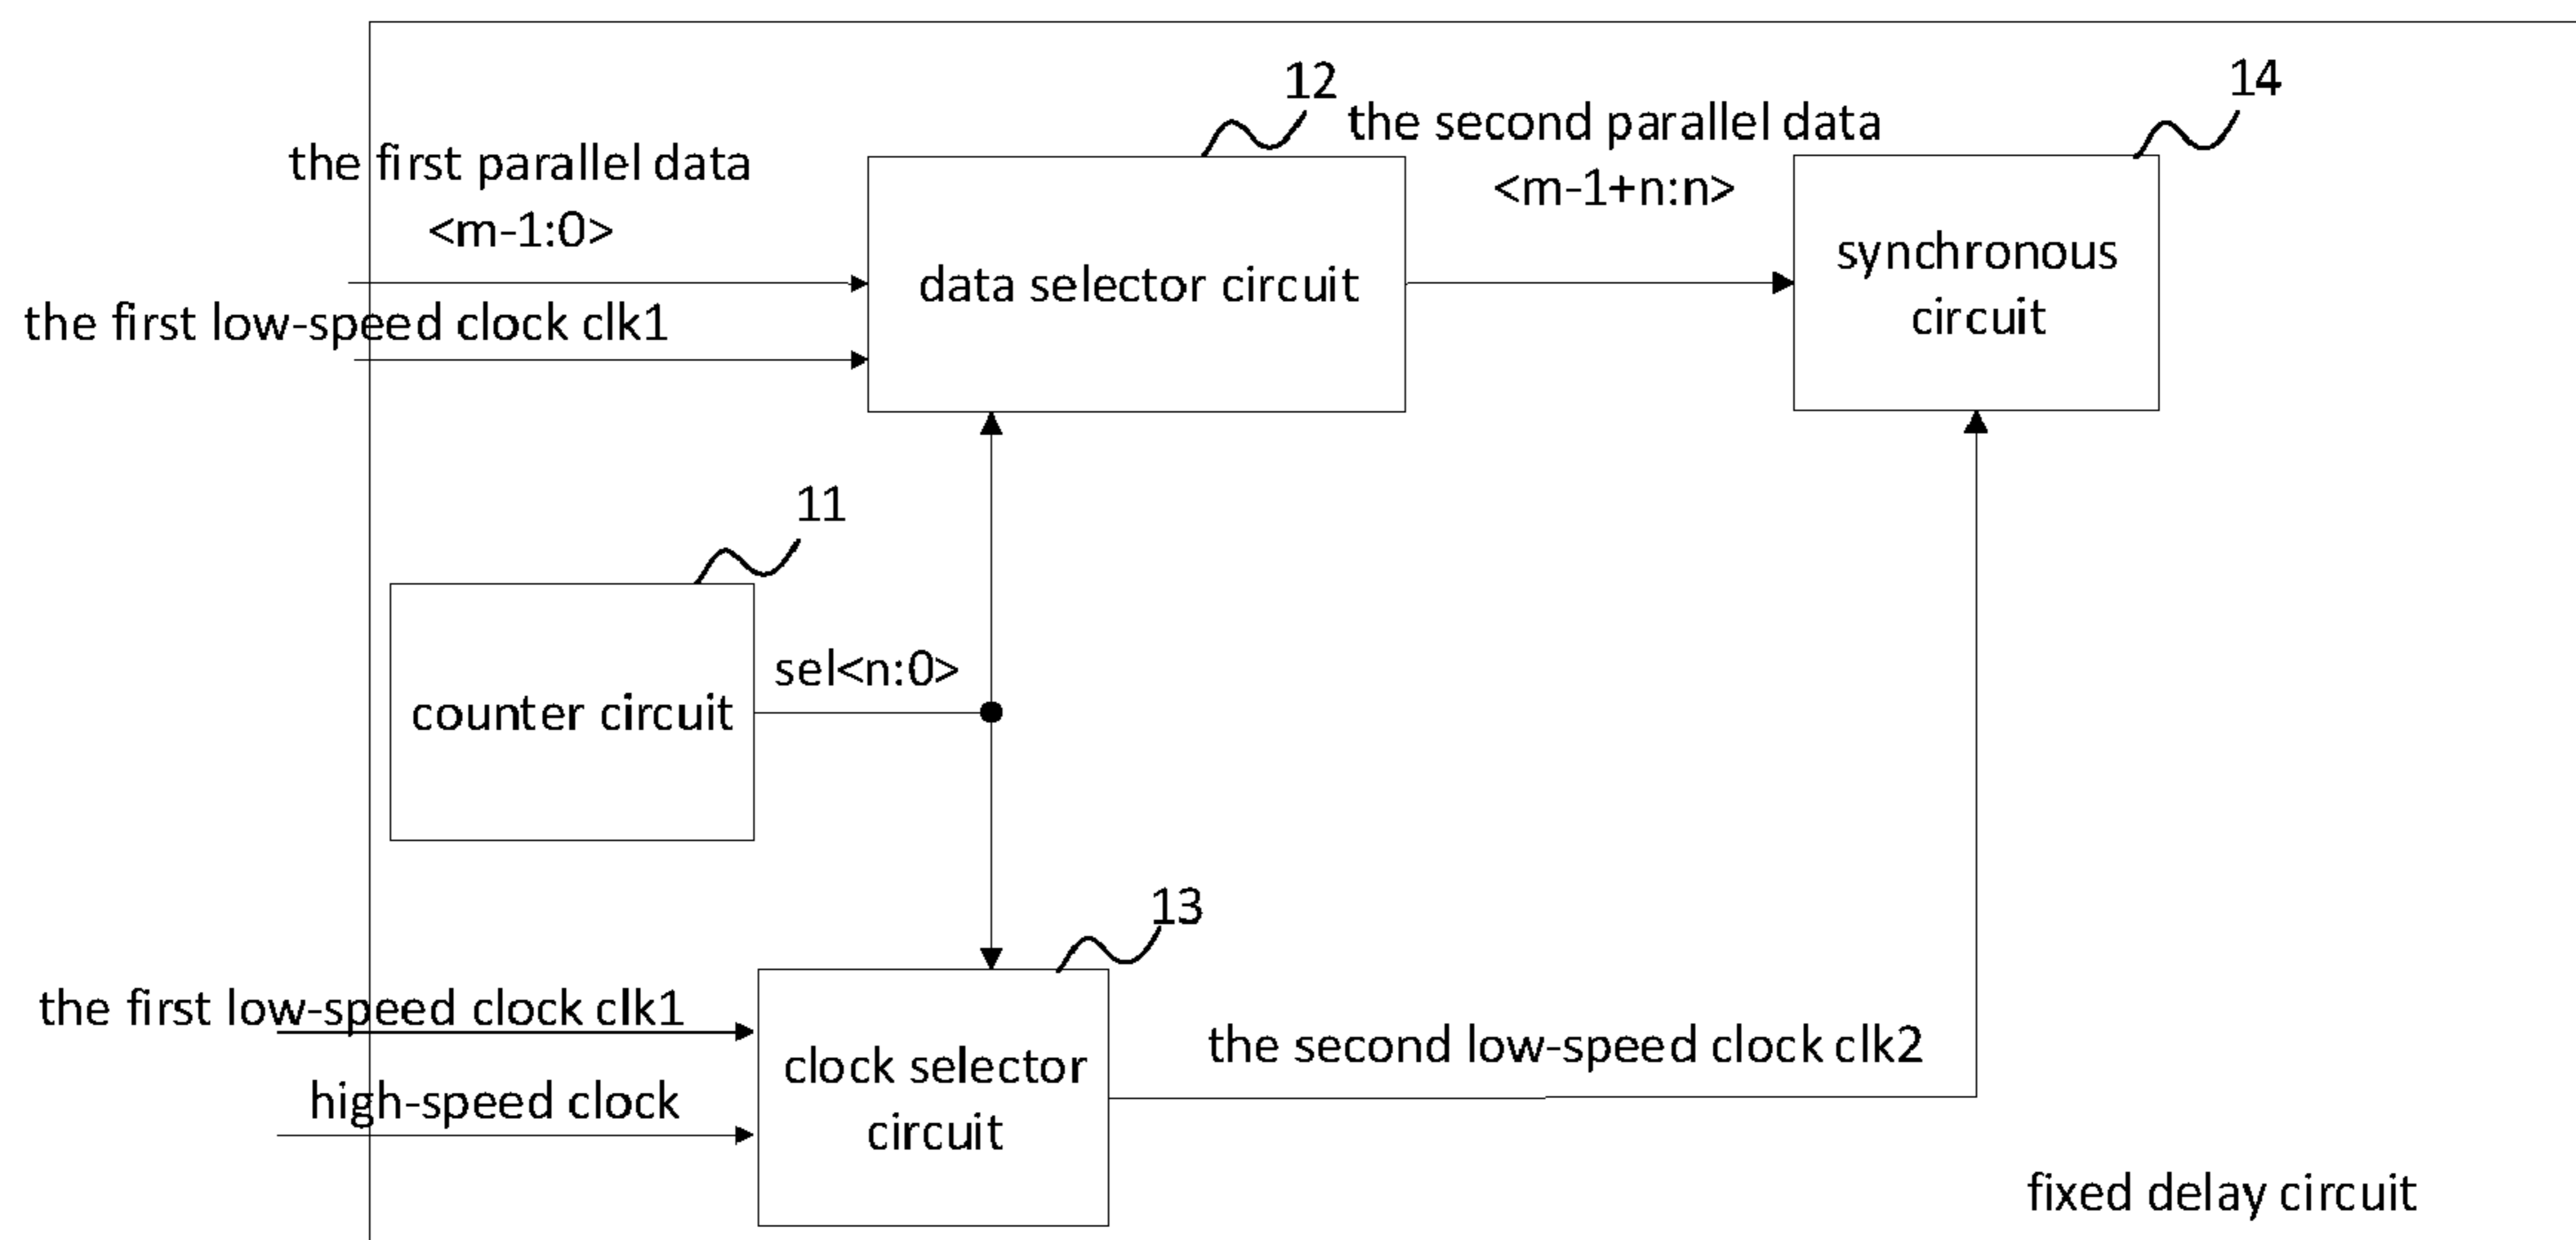 12
14
the second parallel data
<m-1+n:n>
the first parallel data
<m-1:0>
synchronous
circuit
data selector circuit
the first low-speed clock clk1
11
sel<n:0>
counter circuit
13
the first low-speed clock clk1
high-speed clock
clock selector
circuit
the second low-speed clock clk2
fixed delay circuit